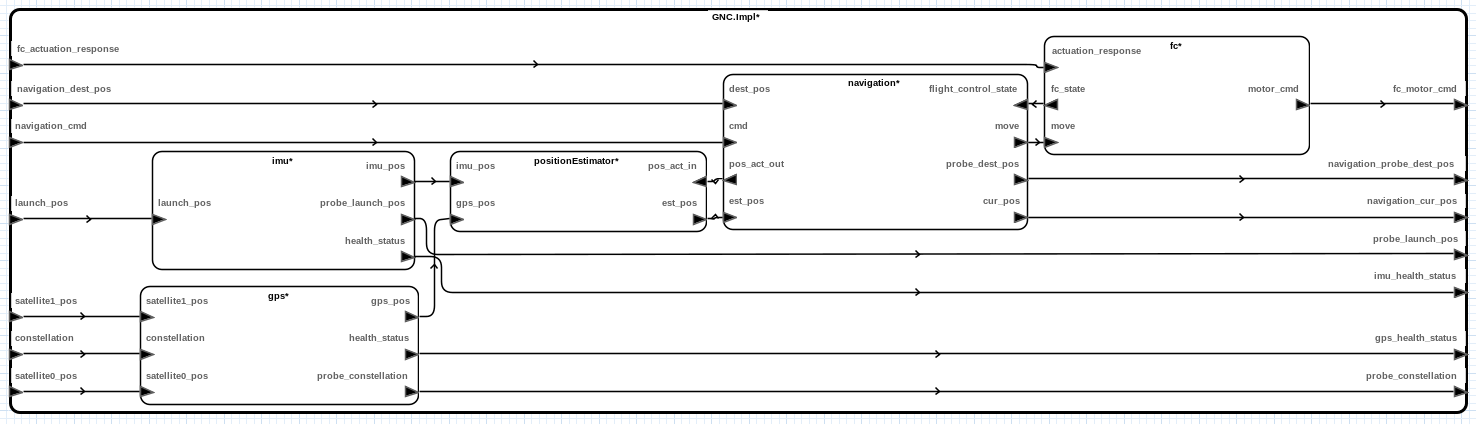 GNC.Impl*
fc_actuation_response
navigation_dest_pos
navigation_cmd
launch_pos
satellite1_pos
constellation
satellite0_pos
imu*
imu_pos
launch_pos
probe_launch_pos
health_status
gps*
satellite1_pos
gps_pos
constellation
health_status
satellite0_pos
probe_constellation
positionEstimator*
imu_pos
pos_act_in
gps_pos
est_pos
navigation*
dest_pos
flight_control_state
cmd
move
pos_act_out
probe_dest_pos
est_pos
cur_pos
fc*
actuation_response
fc_state
motor_cmd
move
fc_motor_cmd
navigation_probe_dest_pos
navigation_cur_pos
probe_launch_pos
imu_health_status
gps_health_status
probe_constellation